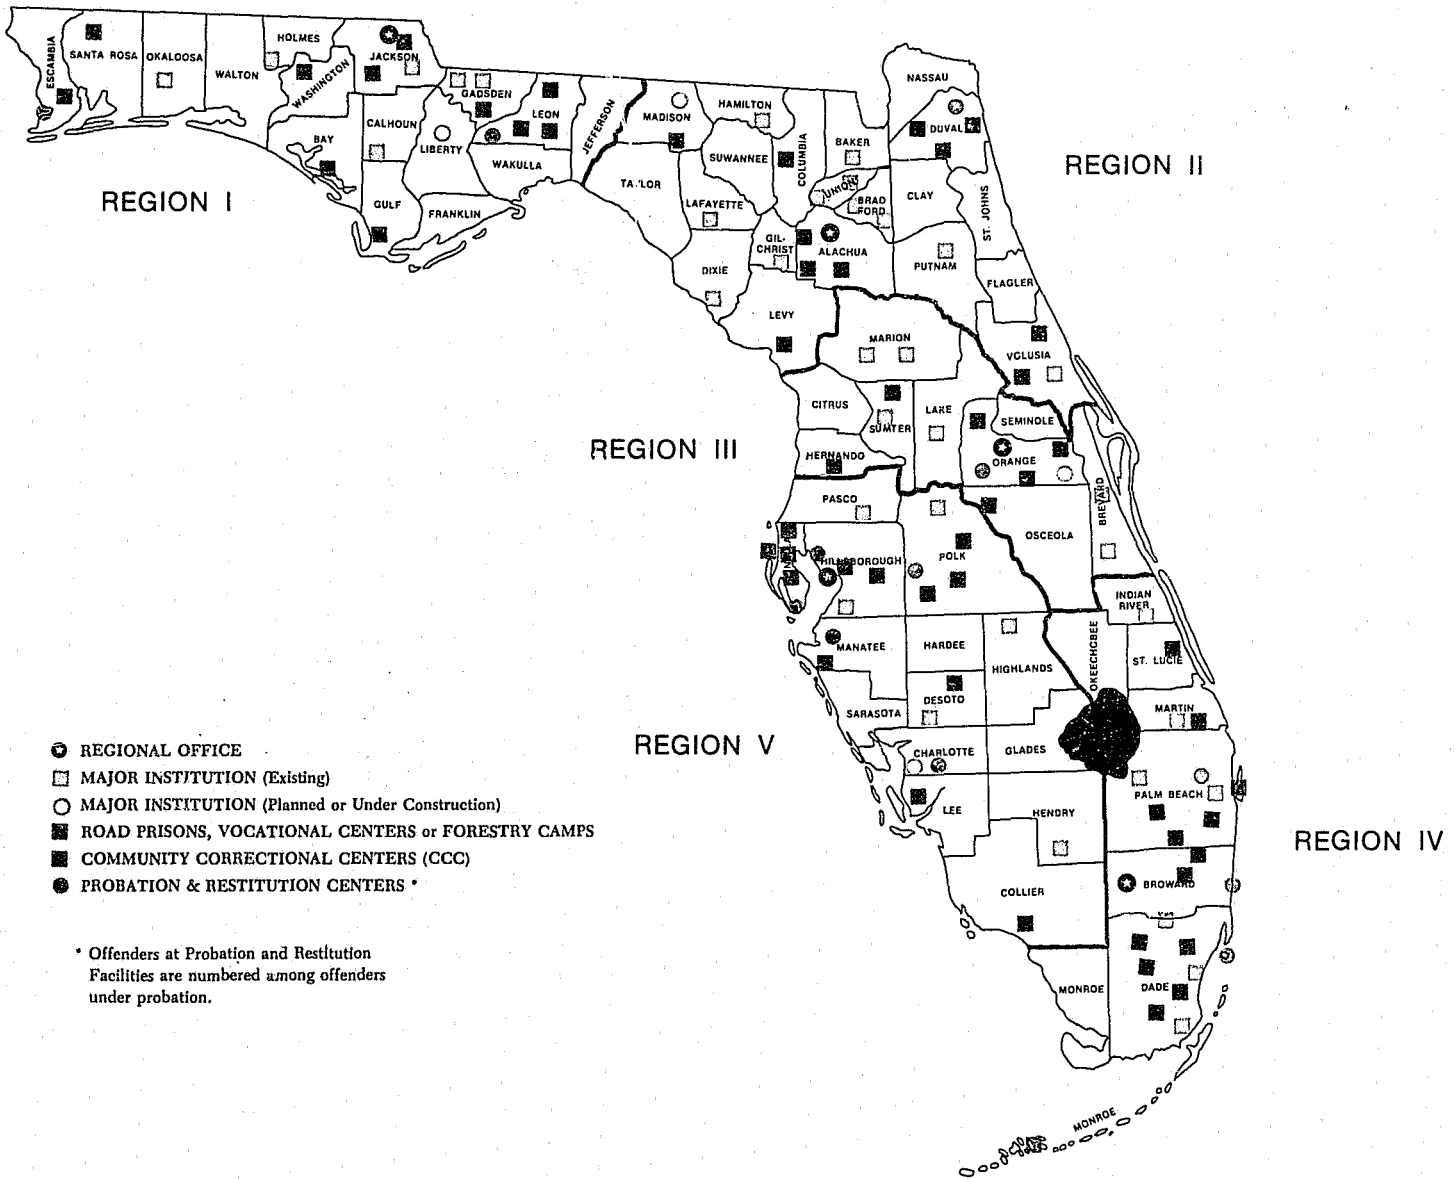 HOLMES
JACKSON
ESCAMBIA
SANTA ROSA
OKALOOSA
WALTON
WASHINGTON
GADSDEN
LEON
JEFFERSON
MADISON
HAMILTON
NASSAU
DUVAL
BAY
CALHOUN
LIBERTY
WAKULLA
SUWANNEE
COLUMBIA
BAKER
REGION II
REGION I
GULF
FRANKLIN
TA.'LOR
LAFAYETTE
UNION
BRAD
FORD
CLAY
ST. JOHNS
GIL-
CHRIST
ALACHUA
PUTNAM
DIXIE
FLAGLER
LEVY
MARION
VOLUSIA
CITRUS
SUMTER
LAKE
SEMINOLE
REGION III
HERNANDO
ORANGE
PASCO
BREVARD
OSCEOLA
HILLSBOROUGH
POLK
INDIAN
RIVER
MANATEE
HARDEE
HIGHLANDS
OKEECHCBEE
ST. LUCIE
DESOTO
SARASOTA
MARTIN
REGION V
CHARLOTTE
GLADES
REGIONAL OFFICE
MAJOR INSTITUTION (Existing)
MAJOR INSTITUTION (Planned or Under Construction)
ROAD PRISONS, VOCATIONAL CENTERS or FORESTRY CAMPS
COMMUNITY CORRECTIONAL CENTERS (CCC)
PROBATION & RESTITUTION CENTERS *
LEE
HENDRY
PALM BEACH
REGION IV
COLLIER
BROWARD
* Offenders at Probation and Restitution
Facilities are numbered among offenders
under probation.
MONROE
DADE
MONROE